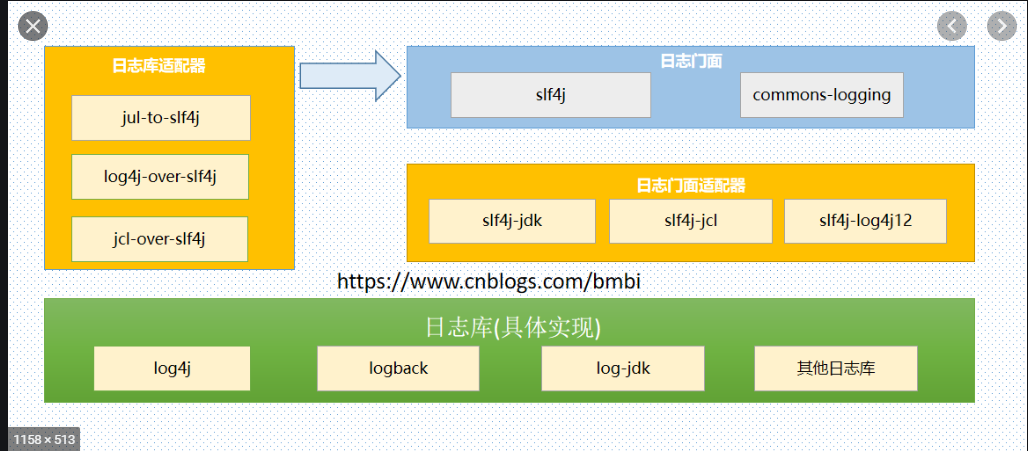 日志库适配器
jul-to-slf4j
log4j-over-slf4j
jcl-over-slf4j
日志门面
slf4j
commons-logging
日志门面适配器
slf4j-jdk
slf4j-jcl
slf4j-log4j12
https://www.cnblogs.com/bmbi
日志库(具体实现)
log4j
logback
log-jdk
其他日志库
1158 × 513